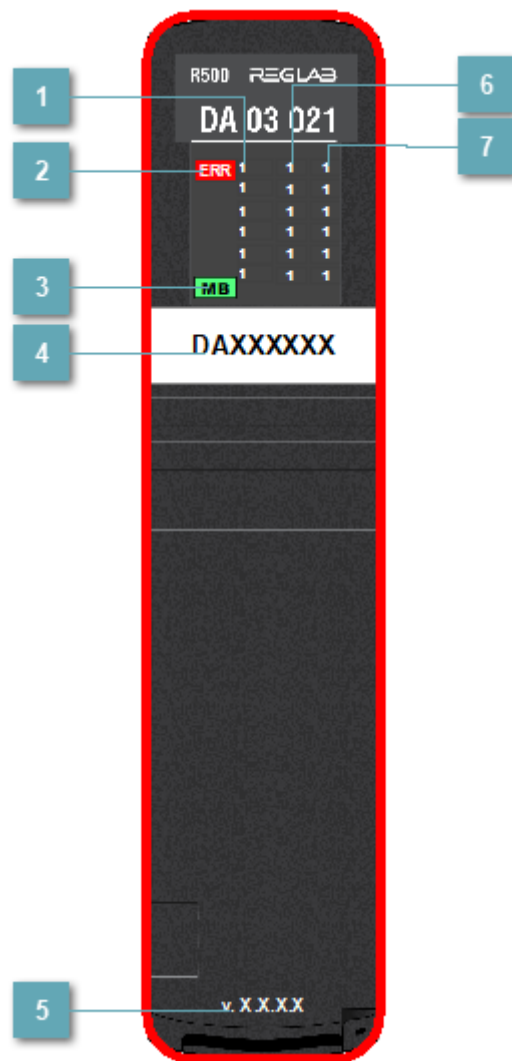 R500 REGLAB
DA 03 021
1
2
3
4
5
6
7
ERR 1 1 1
1 1 1
1 1 1
1 1 1
1 1 1
1 1 1
MB
DAXXXXXX
v. X.X.X.X